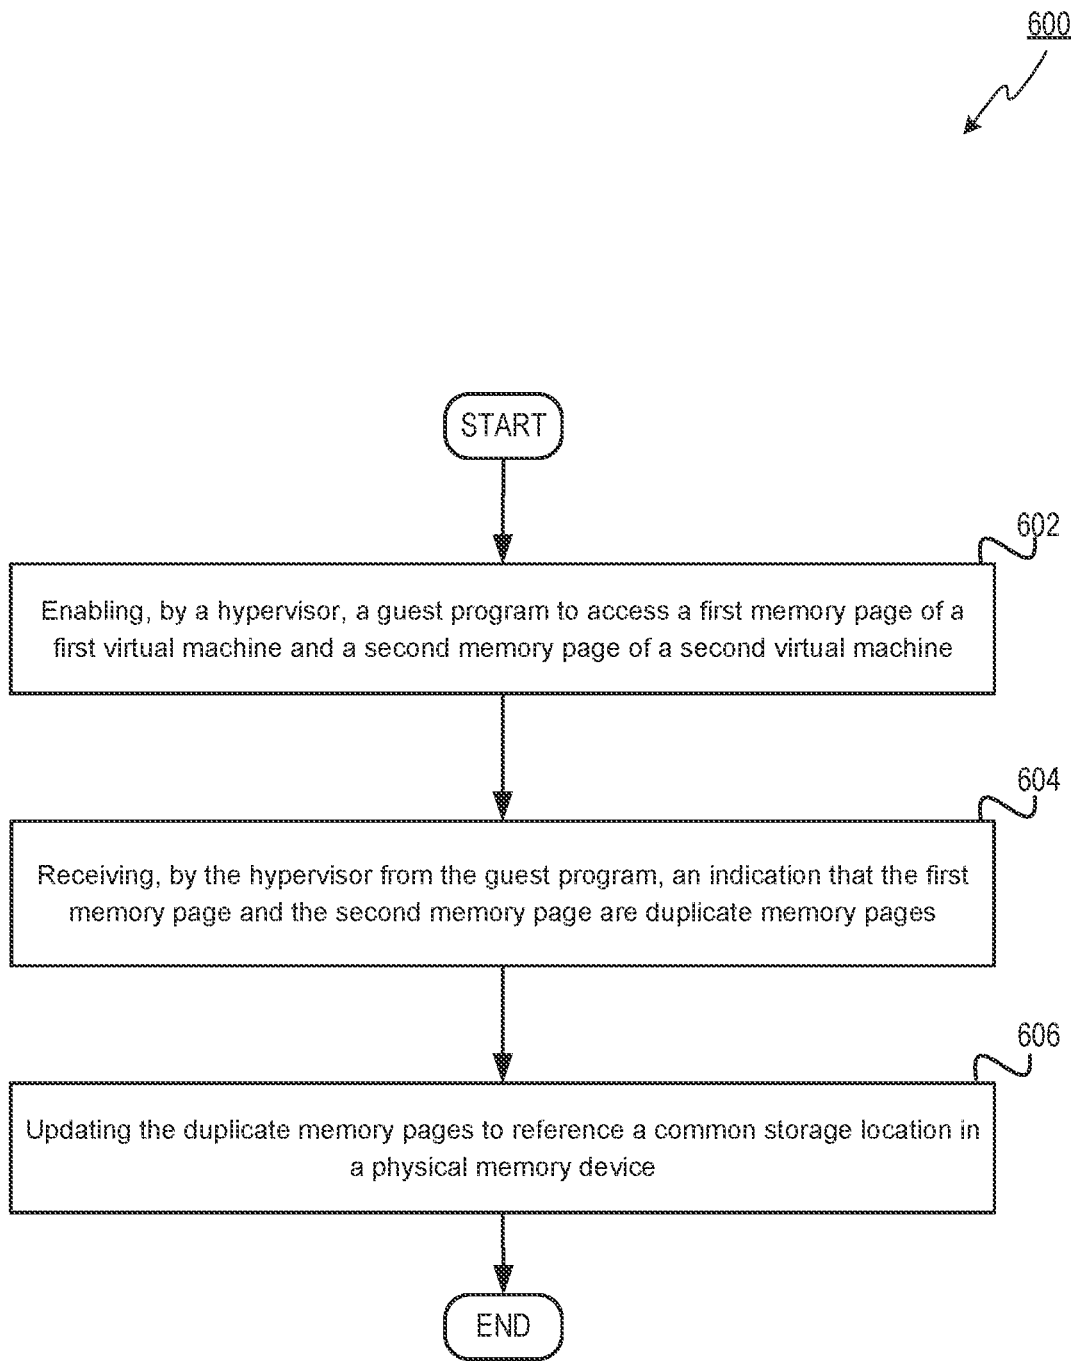 600
START
602
Enabling, by a hypervisor, a guest program to access a first memory page of a
first virtual machine and a second memory page of a second virtual machine
604
Receiving, by the hypervisor from the guest program, an indication that the first
memory page and the second memory page are duplicate memory pages
606
Updating the duplicate memory pages to reference a common storage location in
a physical memory device
END